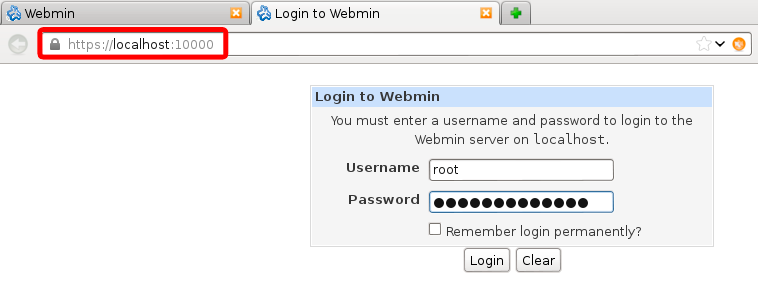 Webmin
Login to Webmin
https://localhost:10000
Login to Webmin
You must enter a username and password to login to the
Webmin server on localhost.
Username root
Password ●●●●●●●●●●●●●
Remember login permanently?
Login Clear